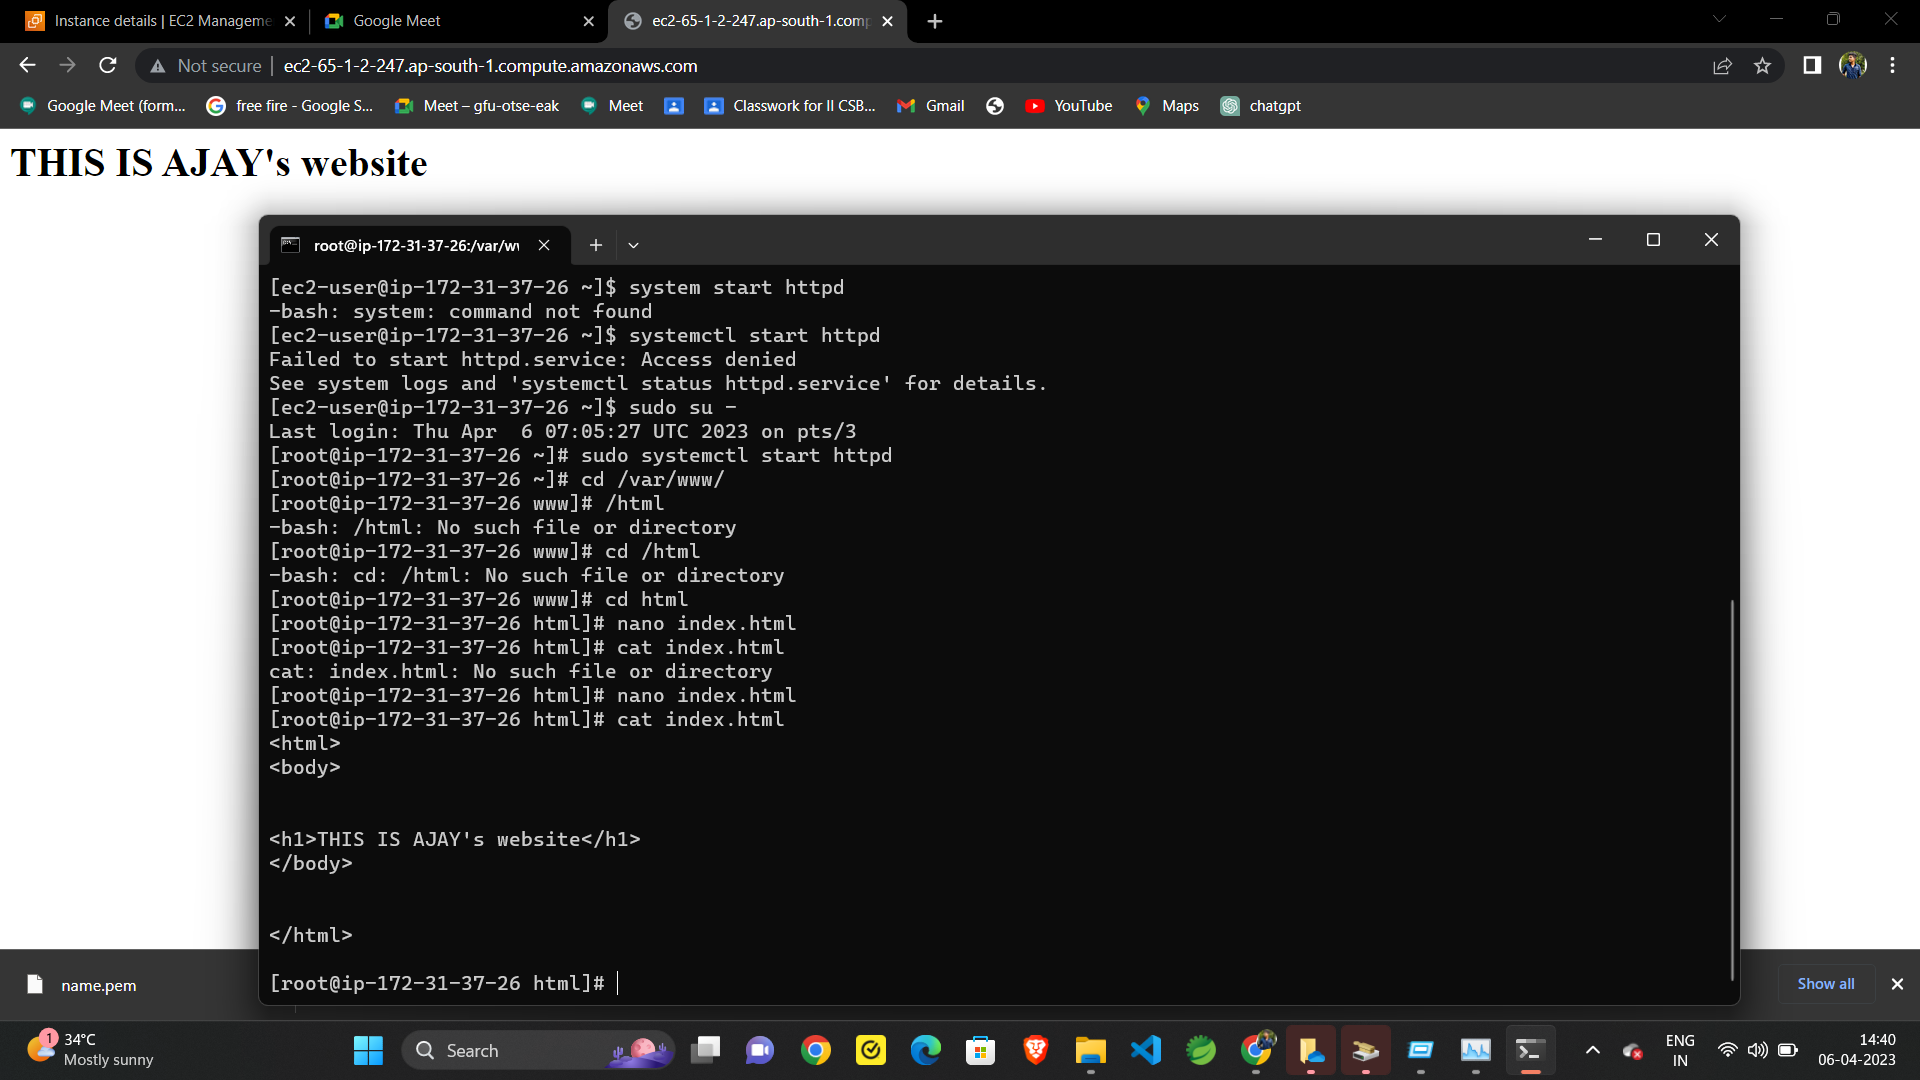 Instance details | EC2 Manageme
Google Meet
ec2-65-1-2-247.ap-south-1.comp
Not secure
ec2-65-1-2-247.ap-south-1.compute.amazonaws.com
Google Meet (form...
free fire - Google S...
Meet – gfu-otse-eak
Meet
Classwork for II CSB...
Gmail
YouTube
Maps
chatgpt
THIS IS AJAY's website
root@ip-172-31-37-26:/var/w
[ec2-user@ip-172-31-37-26 ~]$ system start httpd
-bash: system: command not found
[ec2-user@ip-172-31-37-26 ~]$ systemctl start httpd
Failed to start httpd.service: Access denied
See system logs and 'systemctl status httpd.service' for details.
[ec2-user@ip-172-31-37-26 ~]$ sudo su -
Last login: Thu Apr  6 07:05:27 UTC 2023 on pts/3
[root@ip-172-31-37-26 ~]# sudo systemctl start httpd
[root@ip-172-31-37-26 ~]# cd /var/www/
[root@ip-172-31-37-26 www]# /html
-bash: /html: No such file or directory
[root@ip-172-31-37-26 www]# cd /html
-bash: cd: /html: No such file or directory
[root@ip-172-31-37-26 www]# cd html
[root@ip-172-31-37-26 html]# nano index.html
[root@ip-172-31-37-26 html]# cat index.html
cat: index.html: No such file or directory
[root@ip-172-31-37-26 html]# nano index.html
[root@ip-172-31-37-26 html]# cat index.html
<html>
<body>
<h1>THIS IS AJAY's website</h1>
</body>
</html>
[root@ip-172-31-37-26 html]#
name.pem
Show all
1
34°C
Mostly sunny
Search
ENG
IN
14:40
06-04-2023